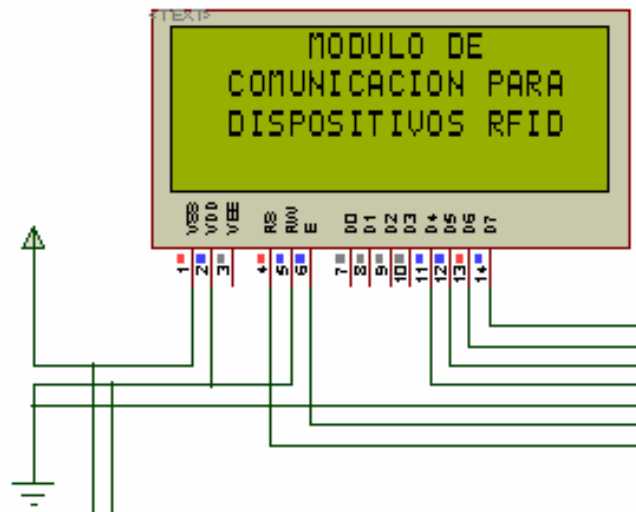 <TEXT>
MODULO DE
COMUNICACION PARA
DISPOSITIVOS RFID
VSS VDD VEE RS RW E D0 D1 D2 D3 D4 D5 D6 D7
1 2 3 4 5 6 7 8 9 10 11 12 13 14